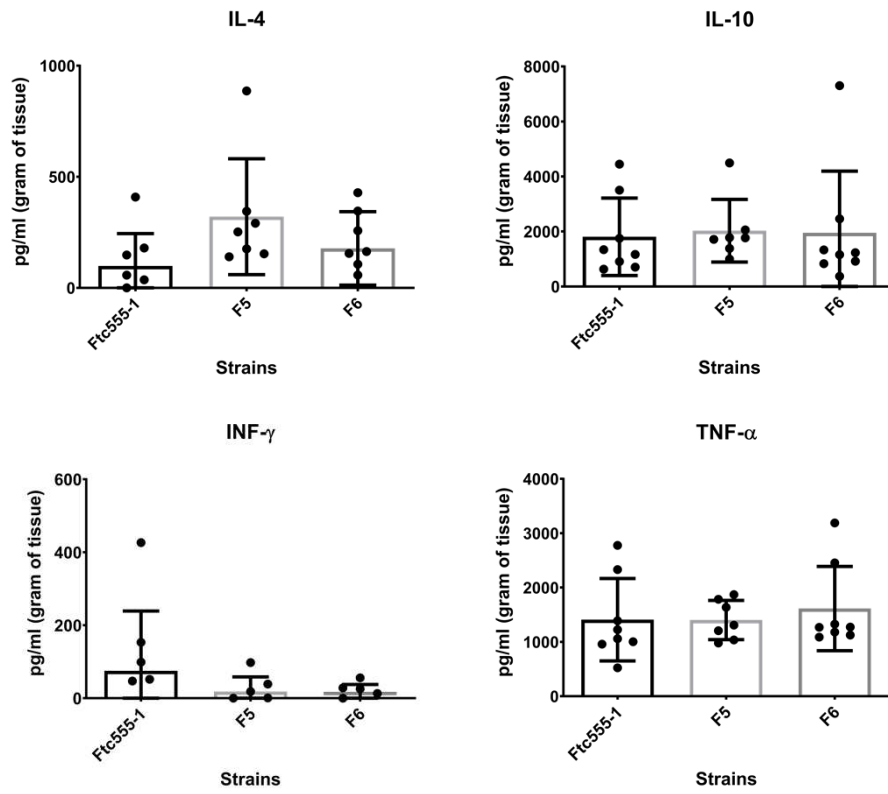 IL-4
pg/ml (gram of tissue)
1000
500
0
Ftc555-1
F5
F6
Strains
IL-10
pg/ml (gram of tissue)
8000
6000
4000
2000
0
Ftc555-1
F5
F6
Strains
INF-γ
pg/ml (gram of tissue)
600
400
200
0
Ftc555-1
F5
F6
Strains
TNF-α
pg/ml (gram of tissue)
4000
3000
2000
1000
0
Ftc555-1
F5
F6
Strains